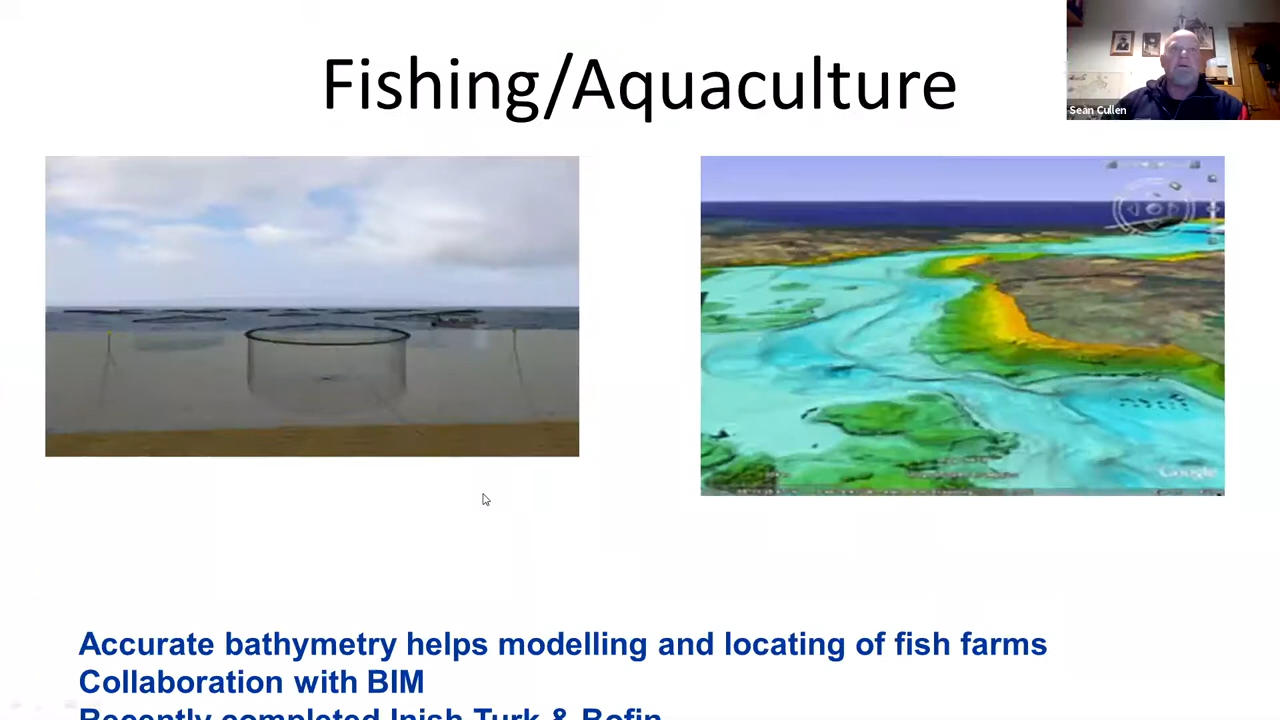 Fishing/Aquaculture
Sean Cullen
Google
Accurate bathymetry helps modelling and locating of fish farms
Collaboration with BIM
Recently completed Inish Turk & Bofin